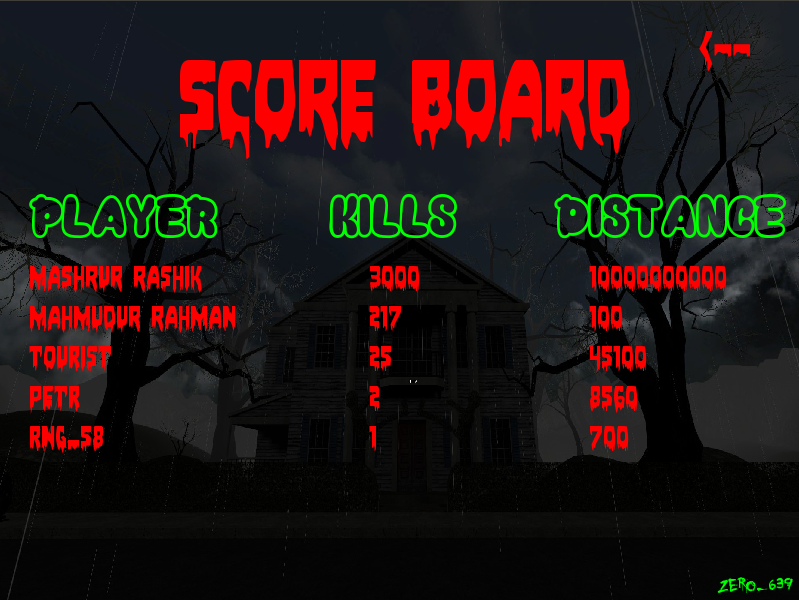 <--
SCORE BOARD
PLAYER KILLS DISTANCE
MASHRUR RASHIK 3000 10000000000
MAHMUDUR RAHMAN 217 100
TOURIST 25 45100
PETR 2 8560
RNG_58 1 700
ZERO_639